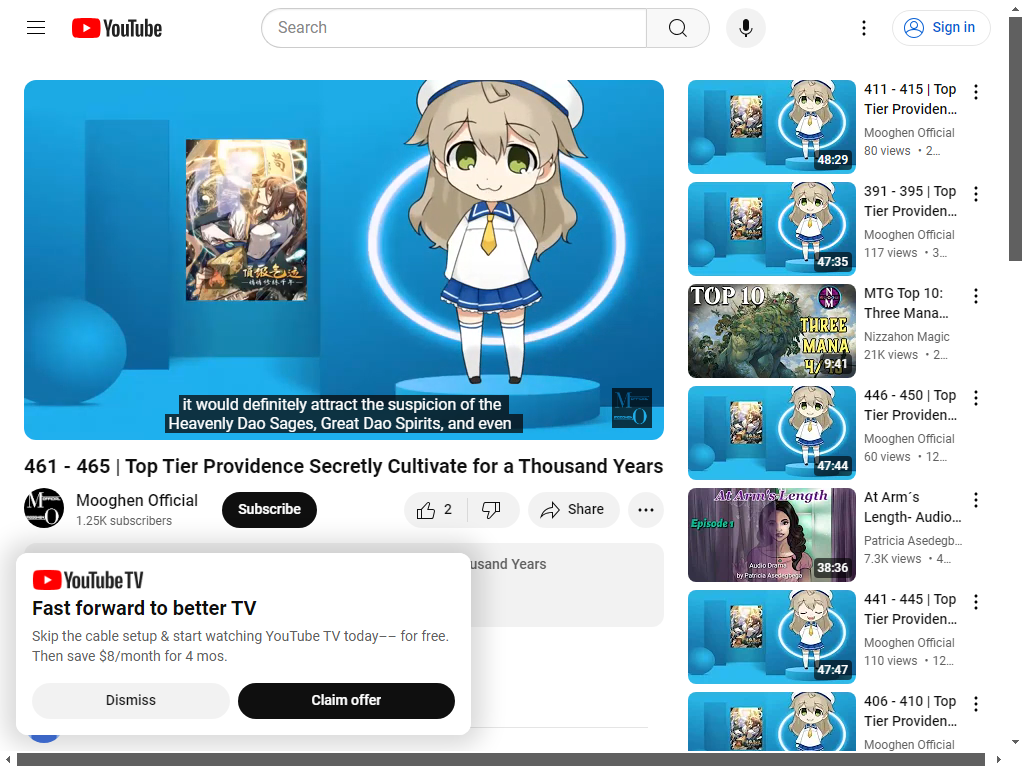 YouTube
Search
Sign in
it would definitely attract the suspicion of the
Heavenly Dao Sages, Great Dao Spirits, and even
461 - 465 | Top Tier Providence Secretly Cultivate for a Thousand Years
Mooghen Official
1.25K subscribers
Subscribe
2
Share
usand Years
YouTube TV
Fast forward to better TV
Skip the cable setup & start watching YouTube TV today–– for free.
Then save $8/month for 4 mos.
Dismiss
Claim offer
48:29
411 - 415 | Top
Tier Providen…
Mooghen Official
80 views • 2…
47:35
391 - 395 | Top
Tier Providen…
Mooghen Official
117 views • 3…
TOP 10
THREE
MANA
9:41
MTG Top 10:
Three Mana…
Nizzahon Magic
21K views • 2…
47:44
446 - 450 | Top
Tier Providen…
Mooghen Official
60 views • 12…
At Arm's Length
Episode 1
Audio Drama
by Patricia Asedegbega
38:36
At Arm´s
Length- Audio…
Patricia Asedegb…
7.3K views • 4…
47:47
441 - 445 | Top
Tier Providen…
Mooghen Official
110 views • 12…
406 - 410 | Top
Tier Providen…
Mooghen Official